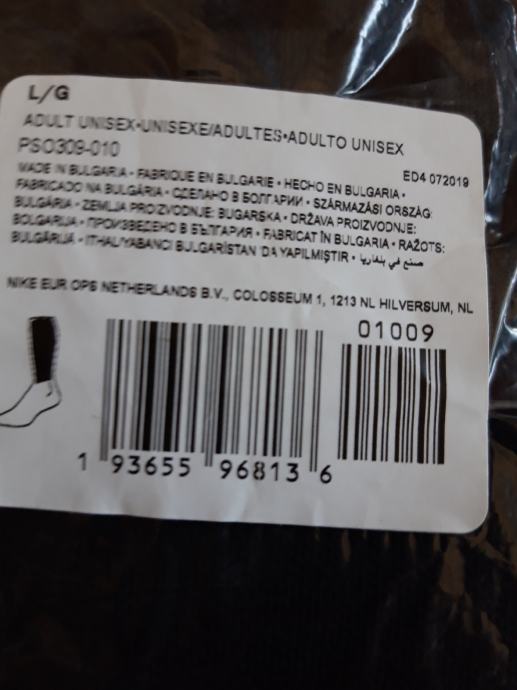 L/G
ADULT UNISEX•UNISEXE/ADULTES•ADULTO UNISEX
PSO309-010
ED4 072019
MADE IN BULGARIA • FABRIQUE EN BULGARIE • HECHO EN BULGARIA •
FABRICADO NA BULGÁRIA • СДЕЛАНО В БОЛГАРИИ • SZÁRMAZÁSI ORSZÁG:
BULGÁRIA • ZEMLJA PROIZVODNJE: BUGARSKA • DRŽAVA PROIZVODNJE:
BOLGARIJA • ПРОИЗВЕДЕНО В БЪЛГАРИЯ • FABRICAT ÎN BULGARIA • RAŽOTS:
BULGĀRIJĀ • ITHAL/YABANCI BULGARİSTAN 'DA YAPILMIŞTIR • صنع في بلغاريا
NIKE EUR OPS NETHERLANDS B.V., COLOSSEUM 1, 1213 NL HILVERSUM, NL
01009
1 93655 96813 6